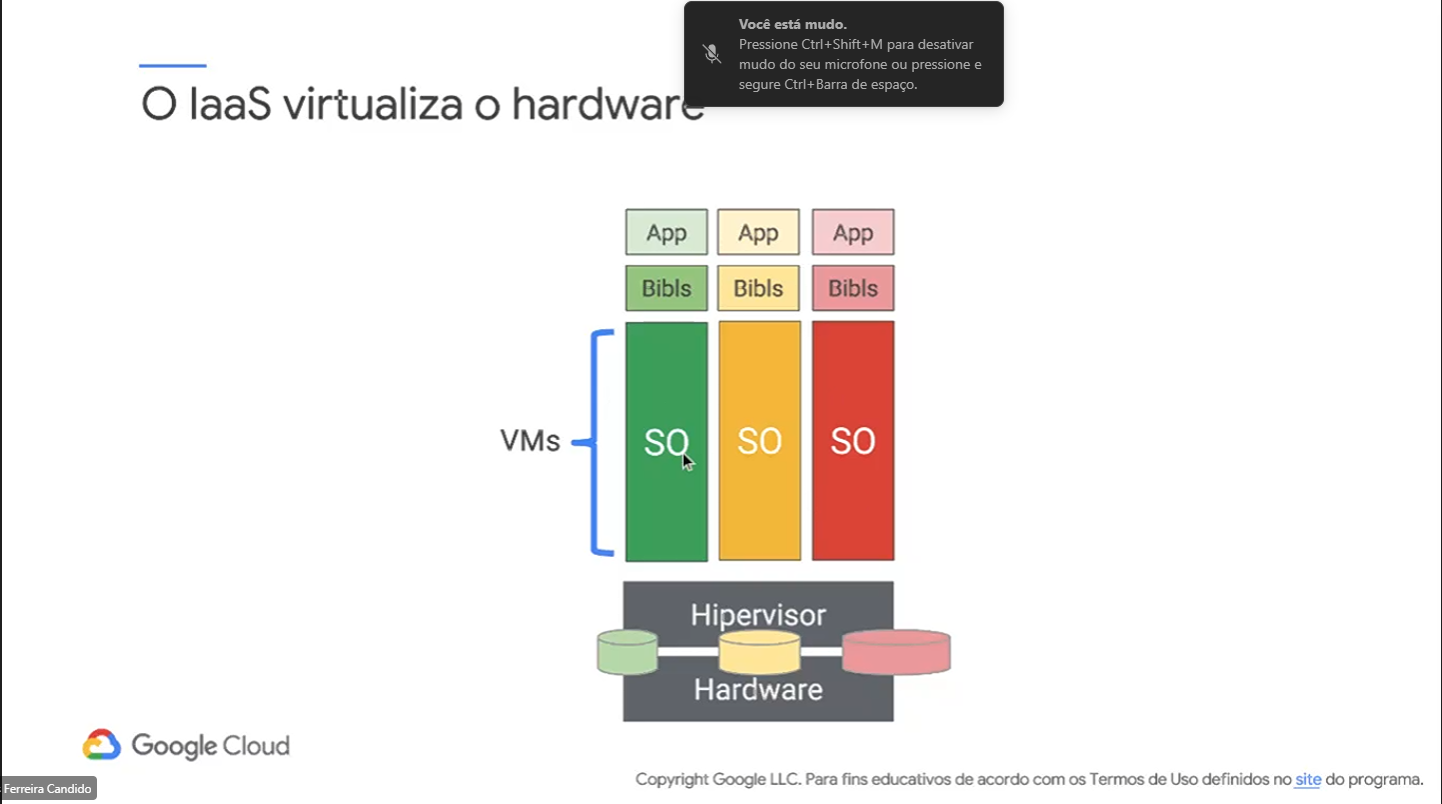 Você está mudo.
Pressione Ctrl+Shift+M para desativar
mudo do seu microfone ou pressione e
segure Ctrl+Barra de espaço.
O IaaS virtualiza o hardware
App App App
Bibls Bibls Bibls
VMs SO SO SO
Hipervisor
Hardware
Google Cloud
Copyright Google LLC. Para fins educativos de acordo com os Termos de Uso definidos no site do programa.
Ferreira Candido